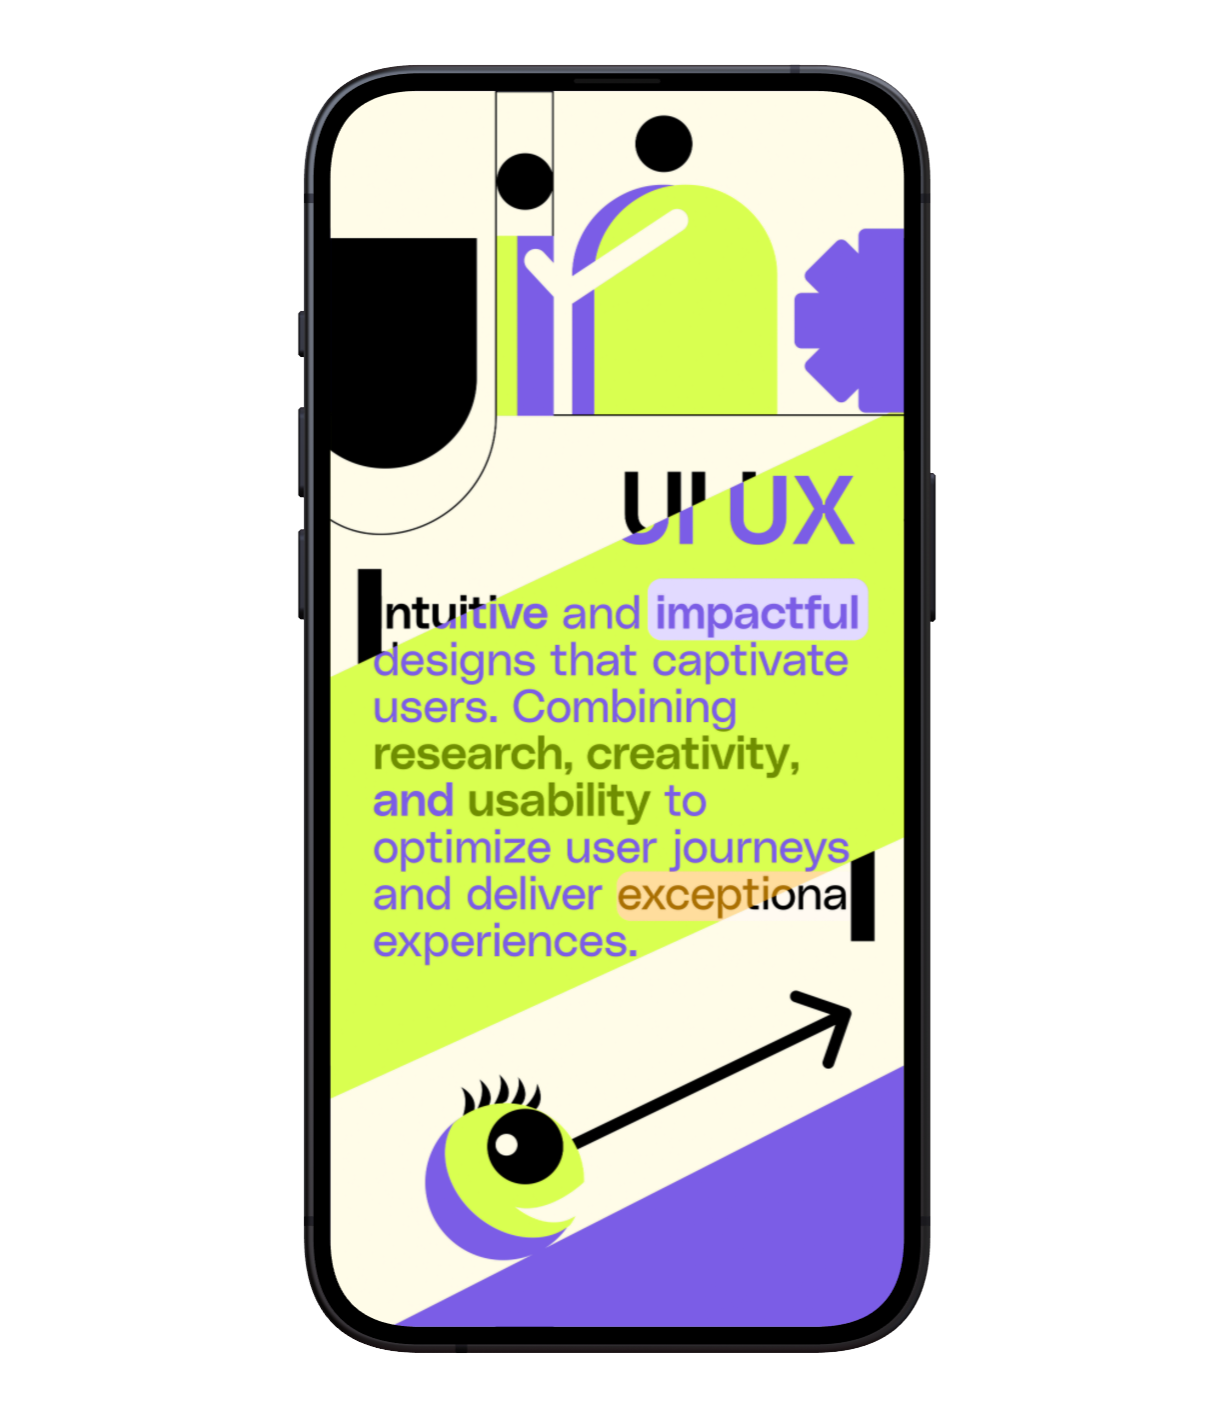 UI UX
Intuitive and impactful
designs that captivate
users. Combining
research, creativity,
and usability to
optimize user journeys
and deliver exceptional
experiences.